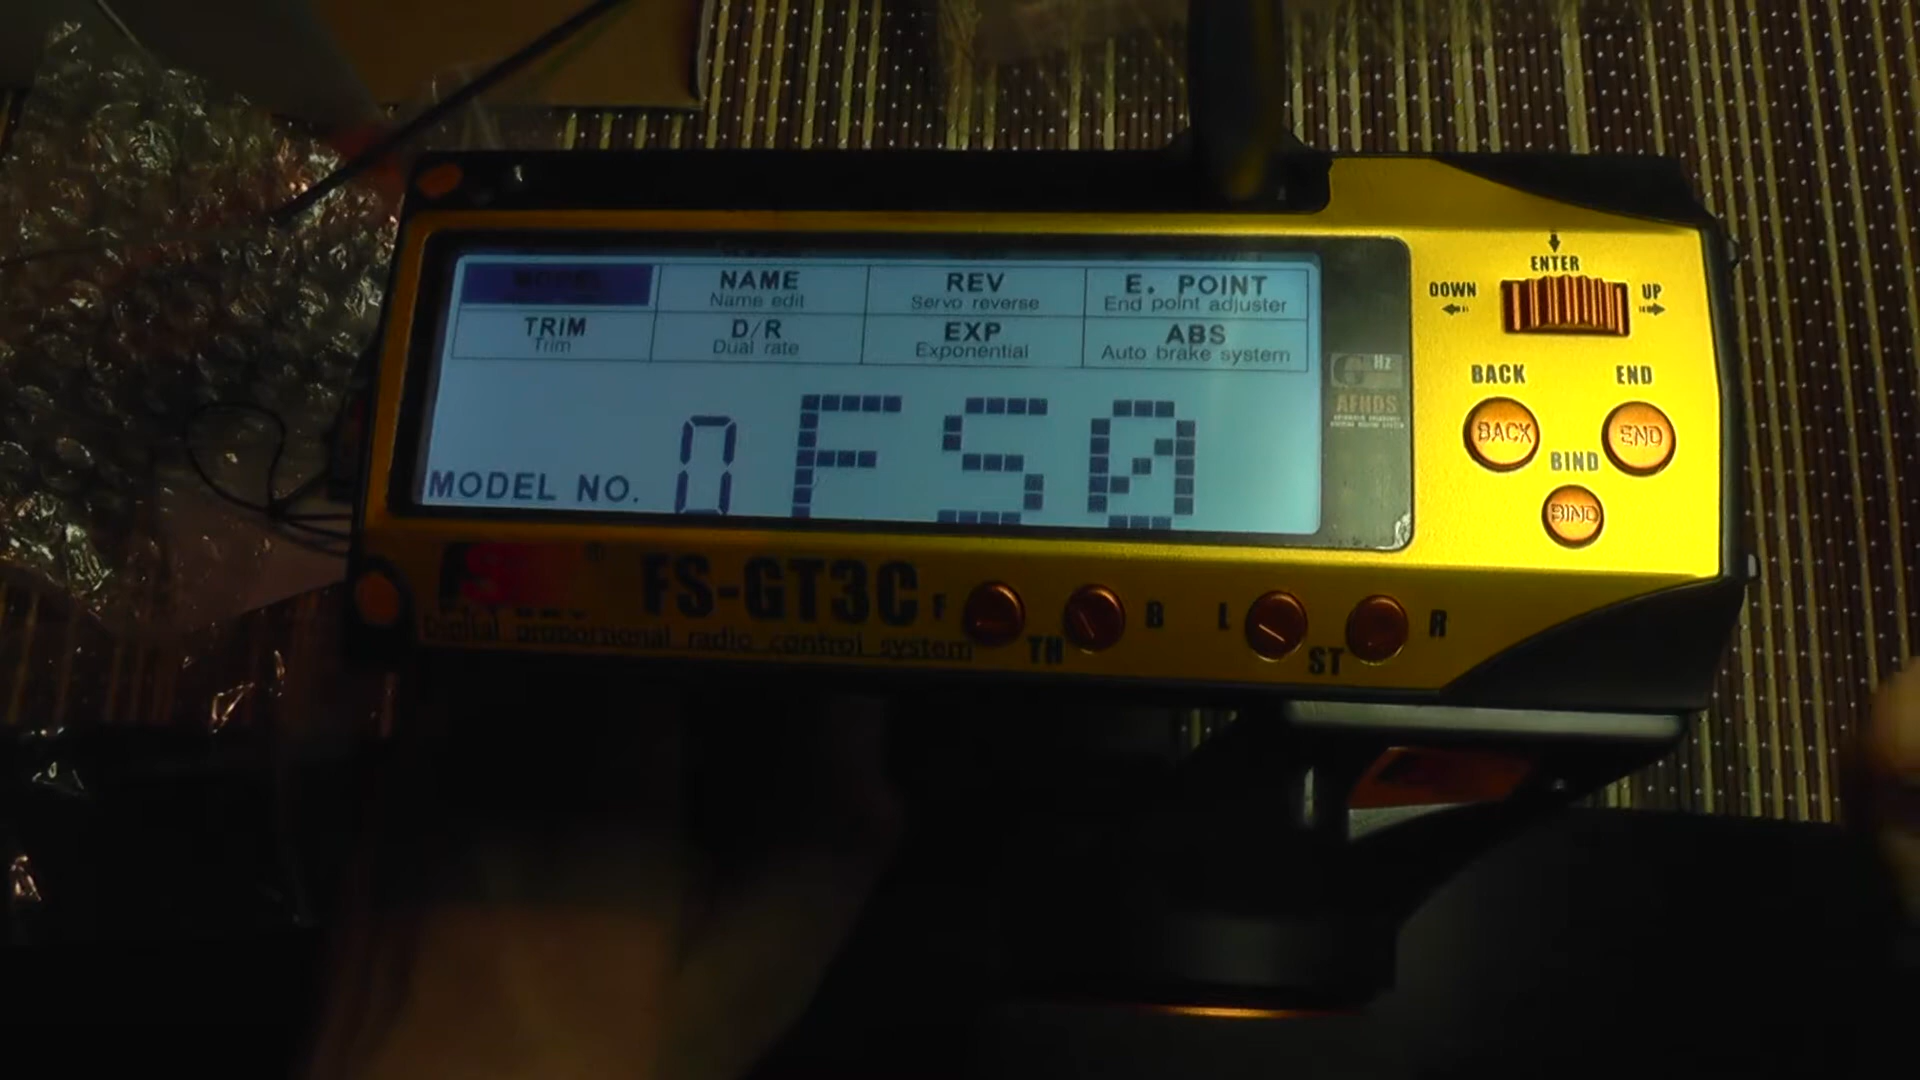 MODEL NAME REV E. POINT
Name edit Servo reverse End point adjuster
TRIM D/R EXP ABS
Trim Dual rate Exponential Auto brake system
MODEL NO. 0 FS0
ENTER
DOWN UP
BACK END
BACK END
BIND
BIND
G Hz
AFHDS
FS-GT3C
Digital proportional radio control system
F TH B L ST R